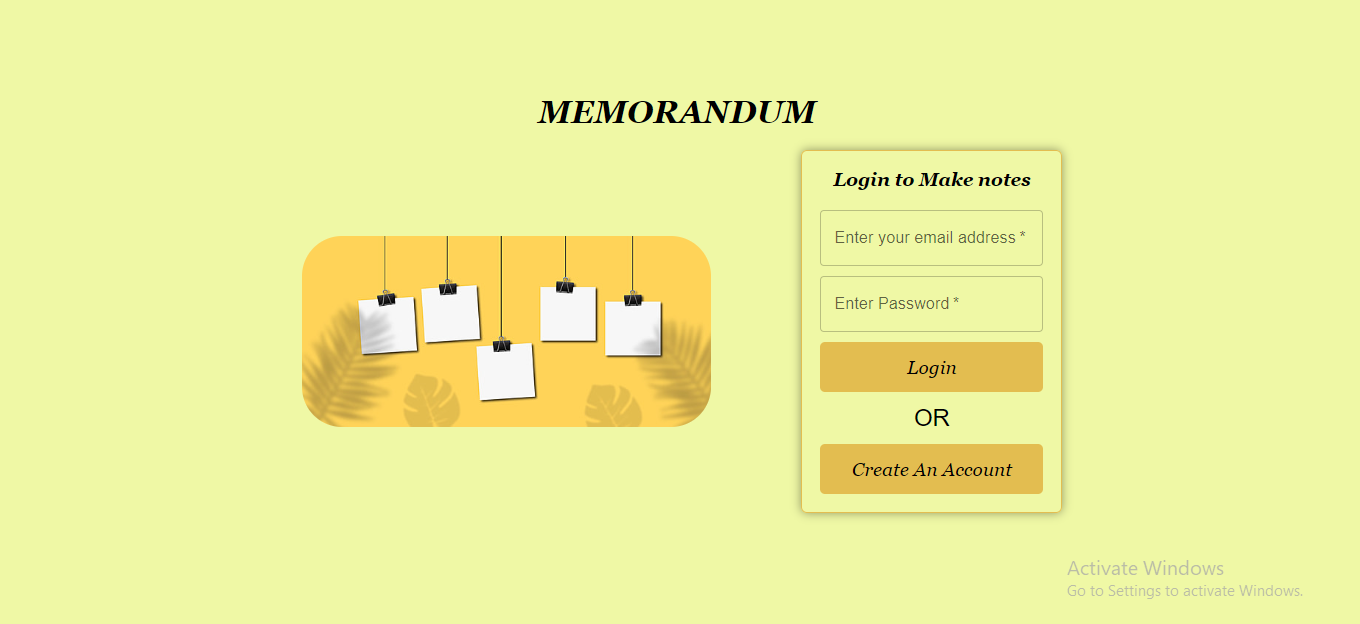 MEMORANDUM
Login to Make notes
Enter your email address *
Enter Password *
Login
OR
Create An Account
Activate Windows
Go to Settings to activate Windows.